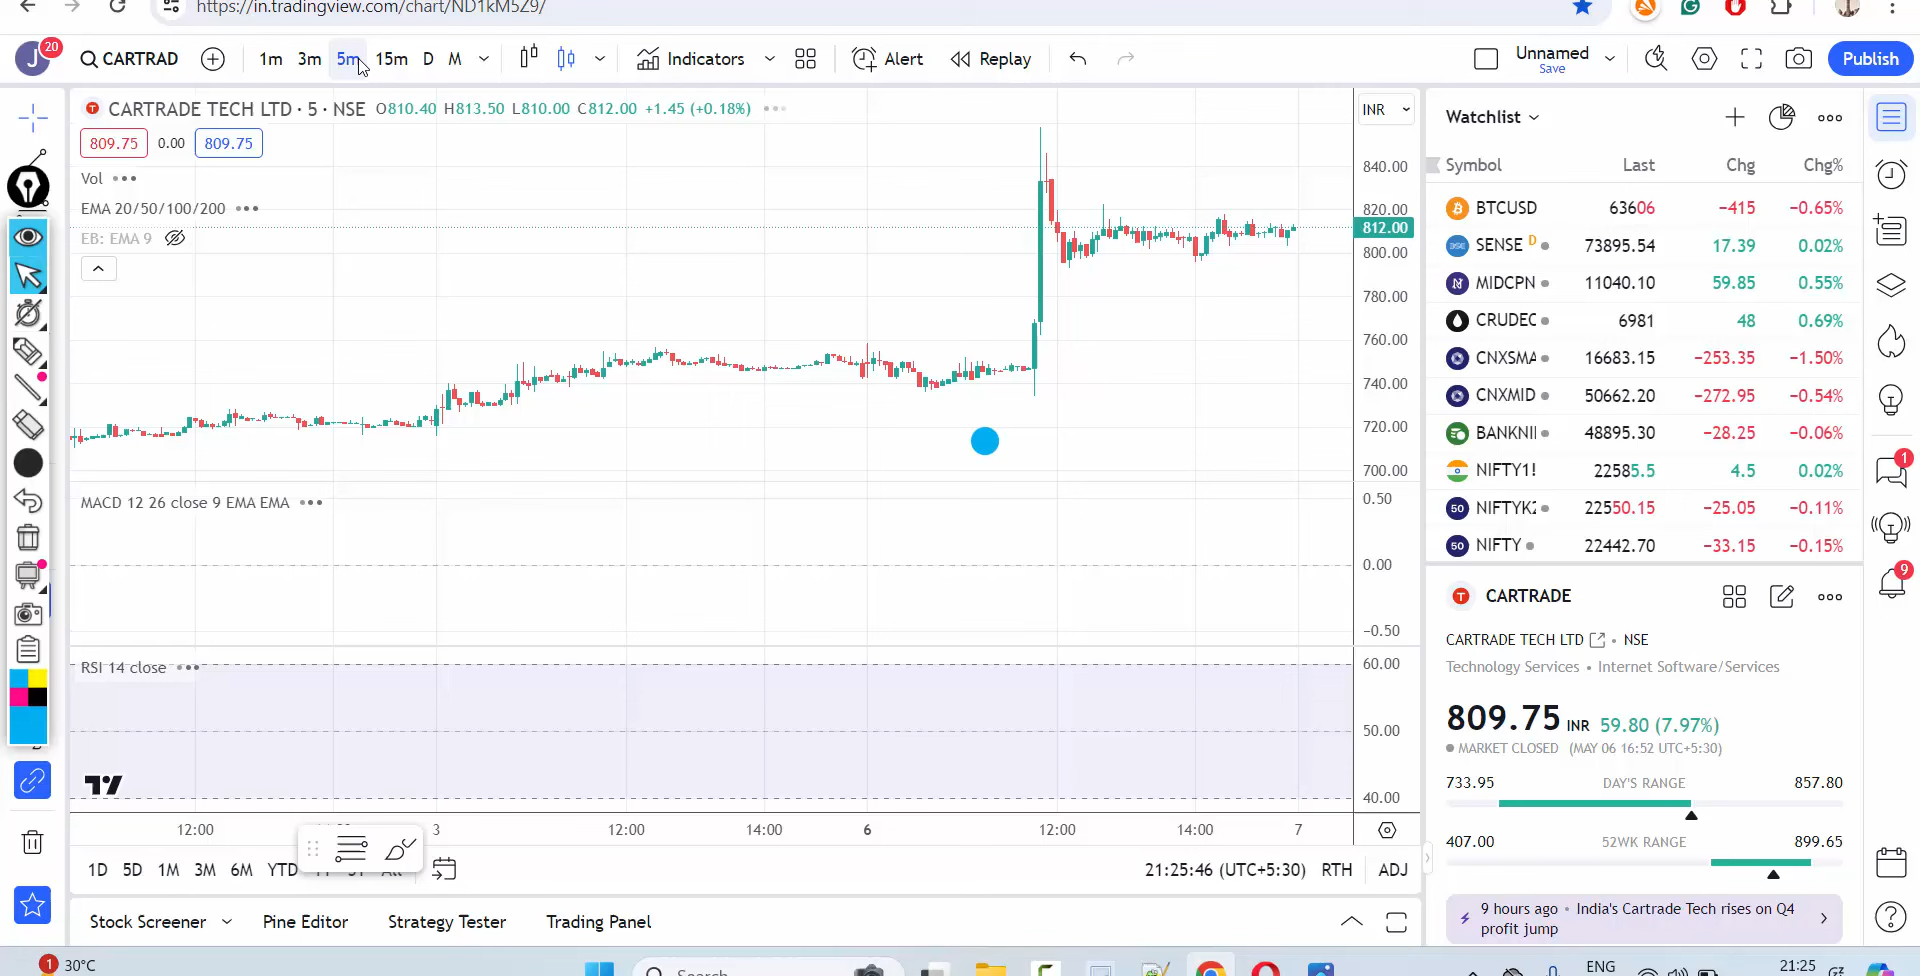 https://in.tradingview.com/chart/ND1kM5Z9/
J 20 CARTRAD 1m 3m 5m 15m D M Indicators Alert Replay Unnamed Save Publish
CARTRADE TECH LTD · 5 · NSE O810.40 H813.50 L810.00 C812.00 +1.45 (+0.18%)
INR
809.75 0.00 809.75
Vol
EMA 20/50/100/200
EB: EMA 9
840.00
820.00
812.00
800.00
780.00
760.00
740.00
720.00
700.00
MACD 12 26 close 9 EMA EMA
0.50
0.00
−0.50
RSI 14 close
60.00
50.00
40.00
12:00 3 12:00 14:00 6 12:00 14:00 7
1D 5D 1M 3M 6M YTD All 21:25:46 (UTC+5:30) RTH ADJ
Stock Screener Pine Editor Strategy Tester Trading Panel
Watchlist
Symbol Last Chg Chg%
BTCUSD 63606 −415 −0.65%
SENSE D 73895.54 17.39 0.02%
MIDCPN 11040.10 59.85 0.55%
CRUDEC 6981 48 0.69%
CNXSMA 16683.15 −253.35 −1.50%
CNXMID 50662.20 −272.95 −0.54%
BANKNI 48895.30 −28.25 −0.06%
NIFTY1! 22585.5 4.5 0.02%
50 NIFTYK2 22550.15 −25.05 −0.11%
50 NIFTY 22442.70 −33.15 −0.15%
T CARTRADE
CARTRADE TECH LTD • NSE
Technology Services • Internet Software/Services
809.75 INR 59.80 (7.97%)
MARKET CLOSED (MAY 06 16:52 UTC+5:30)
733.95 DAY'S RANGE 857.80
407.00 52WK RANGE 899.65
9 hours ago • India's Cartrade Tech rises on Q4
profit jump
1
9
1 30°C
Search
ENG
21:25